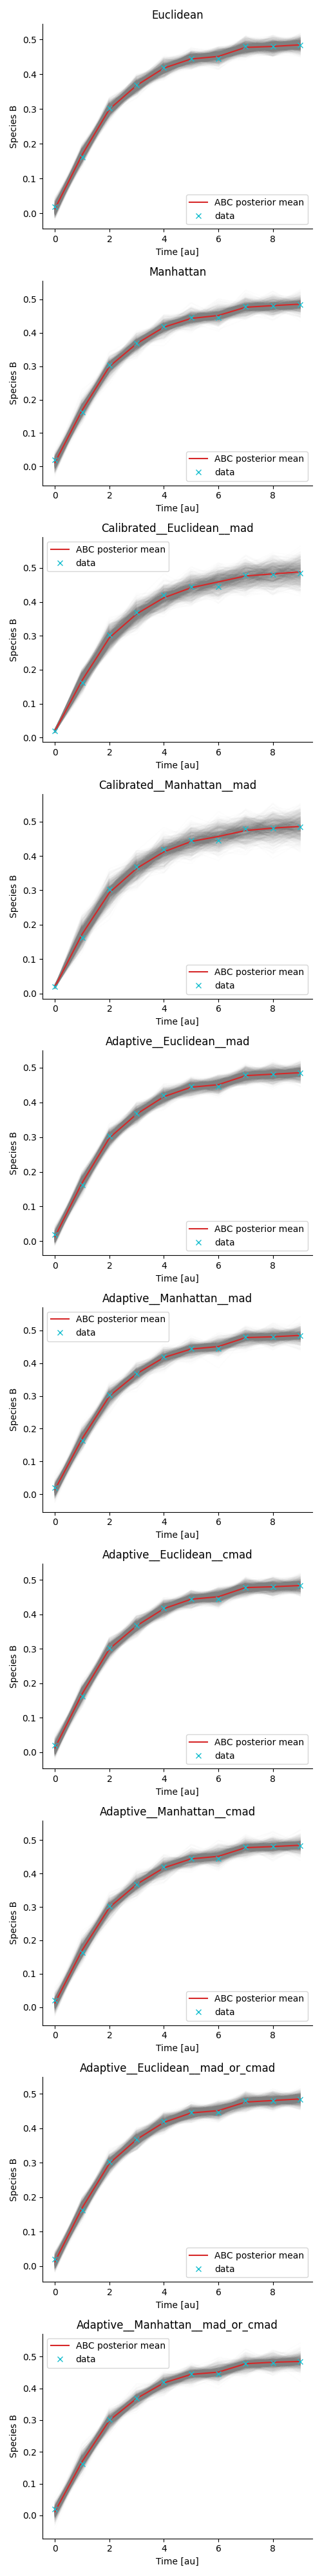 Euclidean
0.5
0.4
0.3
0.2
0.1
0.0
Species B
ABC posterior mean
data
0 2 4 6 8
Time [au]
Manhattan
0.5
0.4
0.3
0.2
0.1
0.0
Species B
ABC posterior mean
data
0 2 4 6 8
Time [au]
Calibrated__Euclidean__mad
ABC posterior mean
data
0.5
0.4
0.3
0.2
0.1
0.0
Species B
0 2 4 6 8
Time [au]
Calibrated__Manhattan__mad
0.5
0.4
0.3
0.2
0.1
0.0
Species B
ABC posterior mean
data
0 2 4 6 8
Time [au]
Adaptive__Euclidean__mad
0.5
0.4
0.3
0.2
0.1
0.0
Species B
ABC posterior mean
data
0 2 4 6 8
Time [au]
Adaptive__Manhattan__mad
ABC posterior mean
data
0.5
0.4
0.3
0.2
0.1
0.0
Species B
0 2 4 6 8
Time [au]
Adaptive__Euclidean__cmad
0.5
0.4
0.3
0.2
0.1
0.0
Species B
ABC posterior mean
data
0 2 4 6 8
Time [au]
Adaptive__Manhattan__cmad
0.5
0.4
0.3
0.2
0.1
0.0
Species B
ABC posterior mean
data
0 2 4 6 8
Time [au]
Adaptive__Euclidean__mad_or_cmad
0.5
0.4
0.3
0.2
0.1
0.0
Species B
ABC posterior mean
data
0 2 4 6 8
Time [au]
Adaptive__Manhattan__mad_or_cmad
ABC posterior mean
data
0.5
0.4
0.3
0.2
0.1
0.0
Species B
0 2 4 6 8
Time [au]